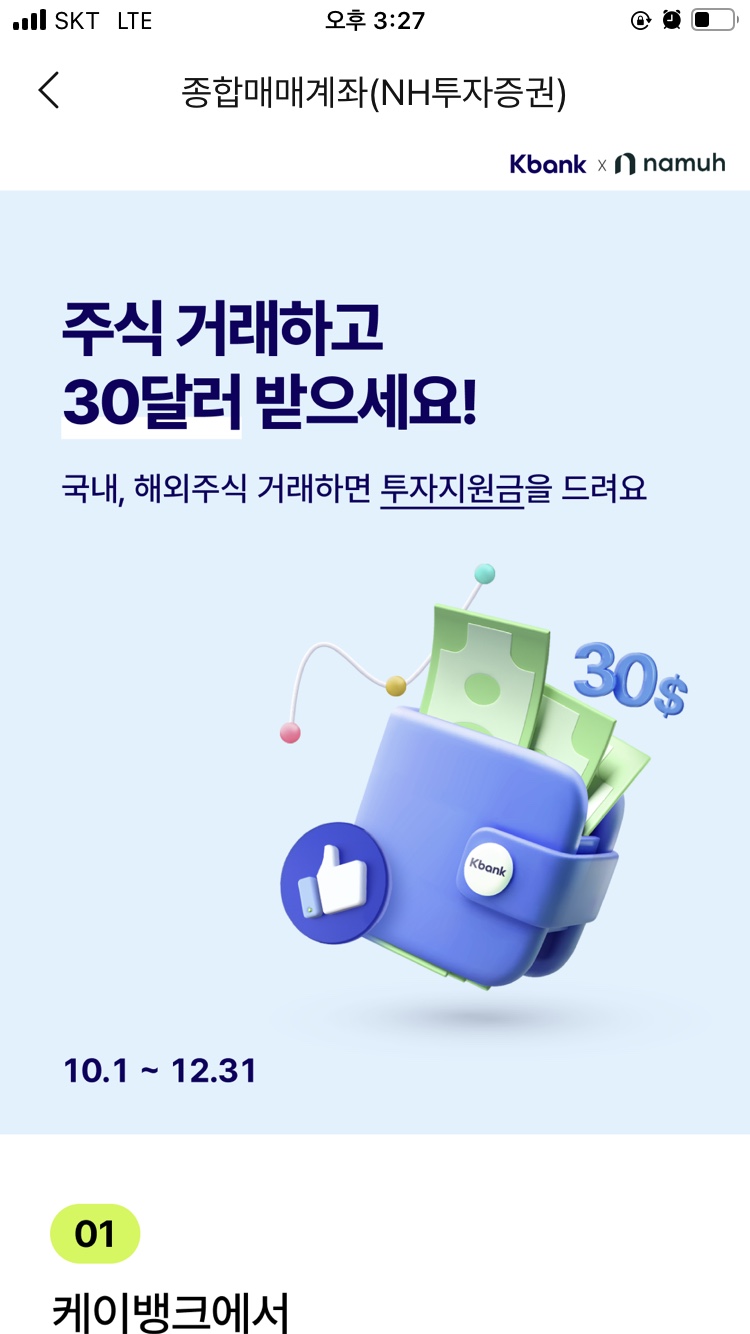 SKT LTE 오후 3:27
종합매매계좌(NH투자증권)
Kbank x namuh
주식 거래하고
30달러 받으세요!
국내, 해외주식 거래하면 투자지원금을 드려요
30$
Kbank
10.1 ~ 12.31
01
케이뱅크에서